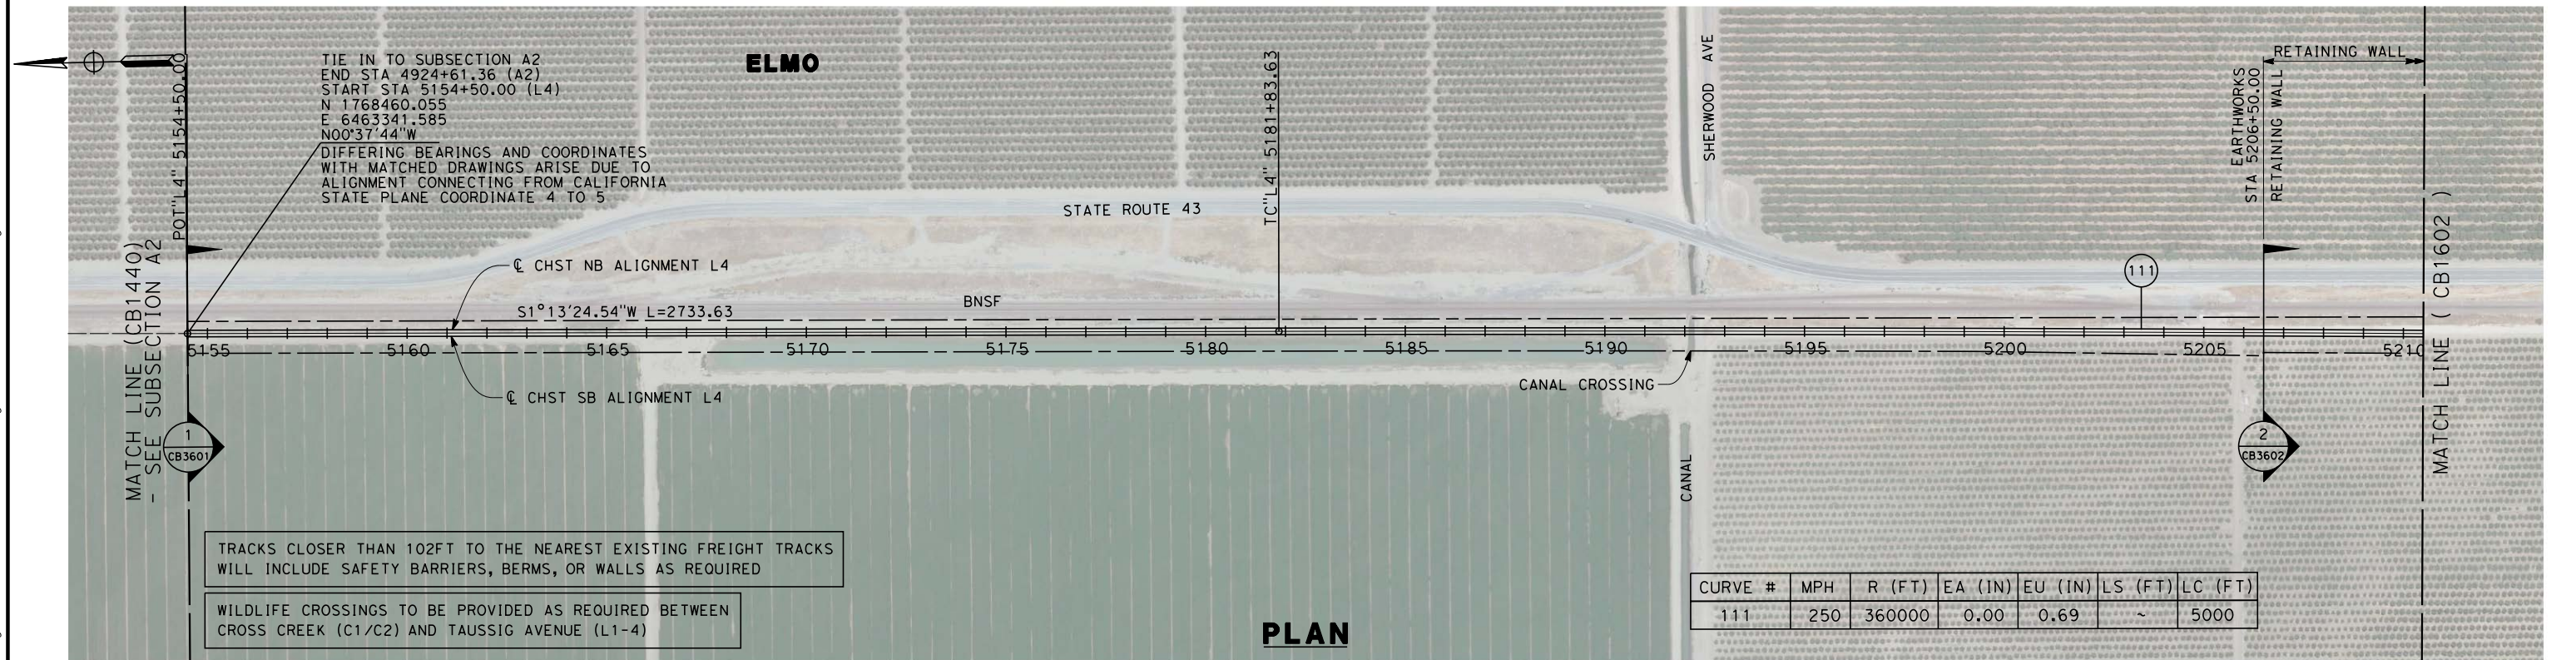 ELMO
TIE IN TO SUBSECTION A2
END STA 4924+61.36 (A2)
START STA 5154+50.00 (L4)
N 1768460.055
E 6463341.585
N00°37'44"W
DIFFERING BEARINGS AND COORDINATES
WITH MATCHED DRAWINGS ARISE DUE TO
ALIGNMENT CONNECTING FROM CALIFORNIA
STATE PLANE COORDINATE 4 TO 5
POT"L4" 5154+50.00
MATCH LINE (CB1440)
- SEE SUBSECTION A2
TC"L4" 5181+83.63
SHERWOOD AVE
RETAINING WALL
EARTHWORKS
STA 5206+50.00
RETAINING WALL
MATCH LINE ( CB1602 )
STATE ROUTE 43
℄ CHST NB ALIGNMENT L4
S1°13'24.54"W L=2733.63
BNSF
111
5155 5160 5165 5170 5175 5180 5185 5190 5195 5200 5205 5210
℄ CHST SB ALIGNMENT L4
CANAL CROSSING
CANAL
1
CB3601
2
CB3602
TRACKS CLOSER THAN 102FT TO THE NEAREST EXISTING FREIGHT TRACKS
WILL INCLUDE SAFETY BARRIERS, BERMS, OR WALLS AS REQUIRED
WILDLIFE CROSSINGS TO BE PROVIDED AS REQUIRED BETWEEN
CROSS CREEK (C1/C2) AND TAUSSIG AVENUE (L1-4)
PLAN
CURVE # MPH R (FT) EA (IN) EU (IN) LS (FT) LC (FT)
111 250 360000 0.00 0.69 ~ 5000